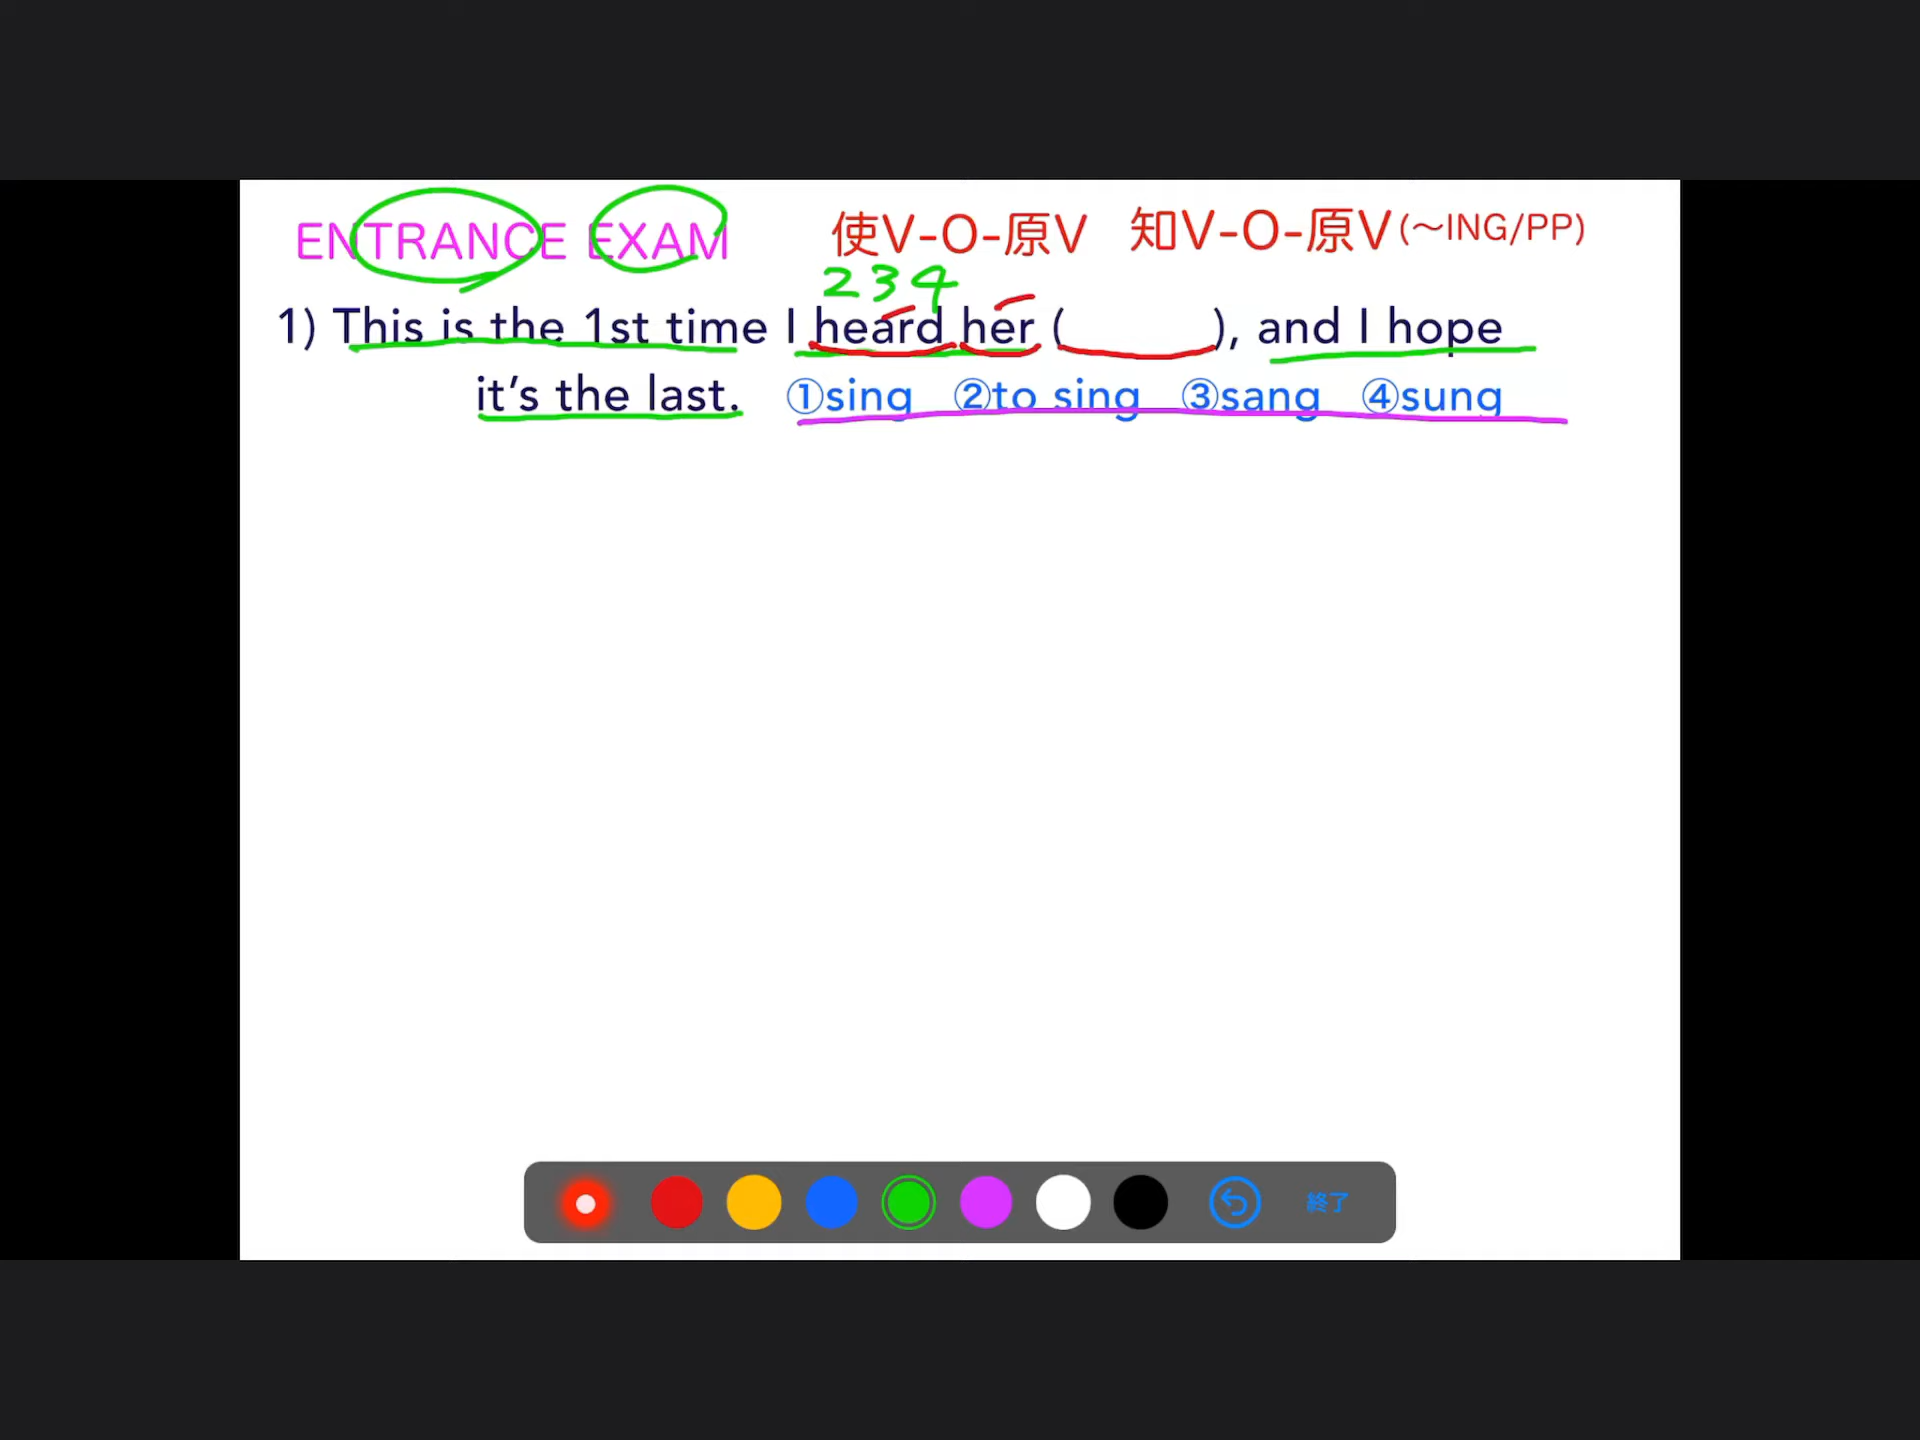 ENTRANCE EXAM 使V-O-原V 知V-O-原V(〜ING/PP)
234
1) This is the 1st time I heard her ( ), and I hope
it's the last. ①sing ②to sing ③sang ④sung
終了